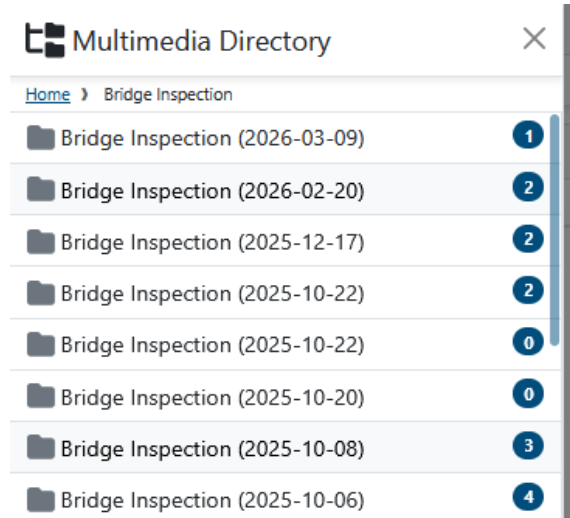 Multimedia Directory
Home › Bridge Inspection
Bridge Inspection (2026-03-09) 1
Bridge Inspection (2026-02-20) 2
Bridge Inspection (2025-12-17) 2
Bridge Inspection (2025-10-22) 2
Bridge Inspection (2025-10-22) 0
Bridge Inspection (2025-10-20) 0
Bridge Inspection (2025-10-08) 3
Bridge Inspection (2025-10-06) 4